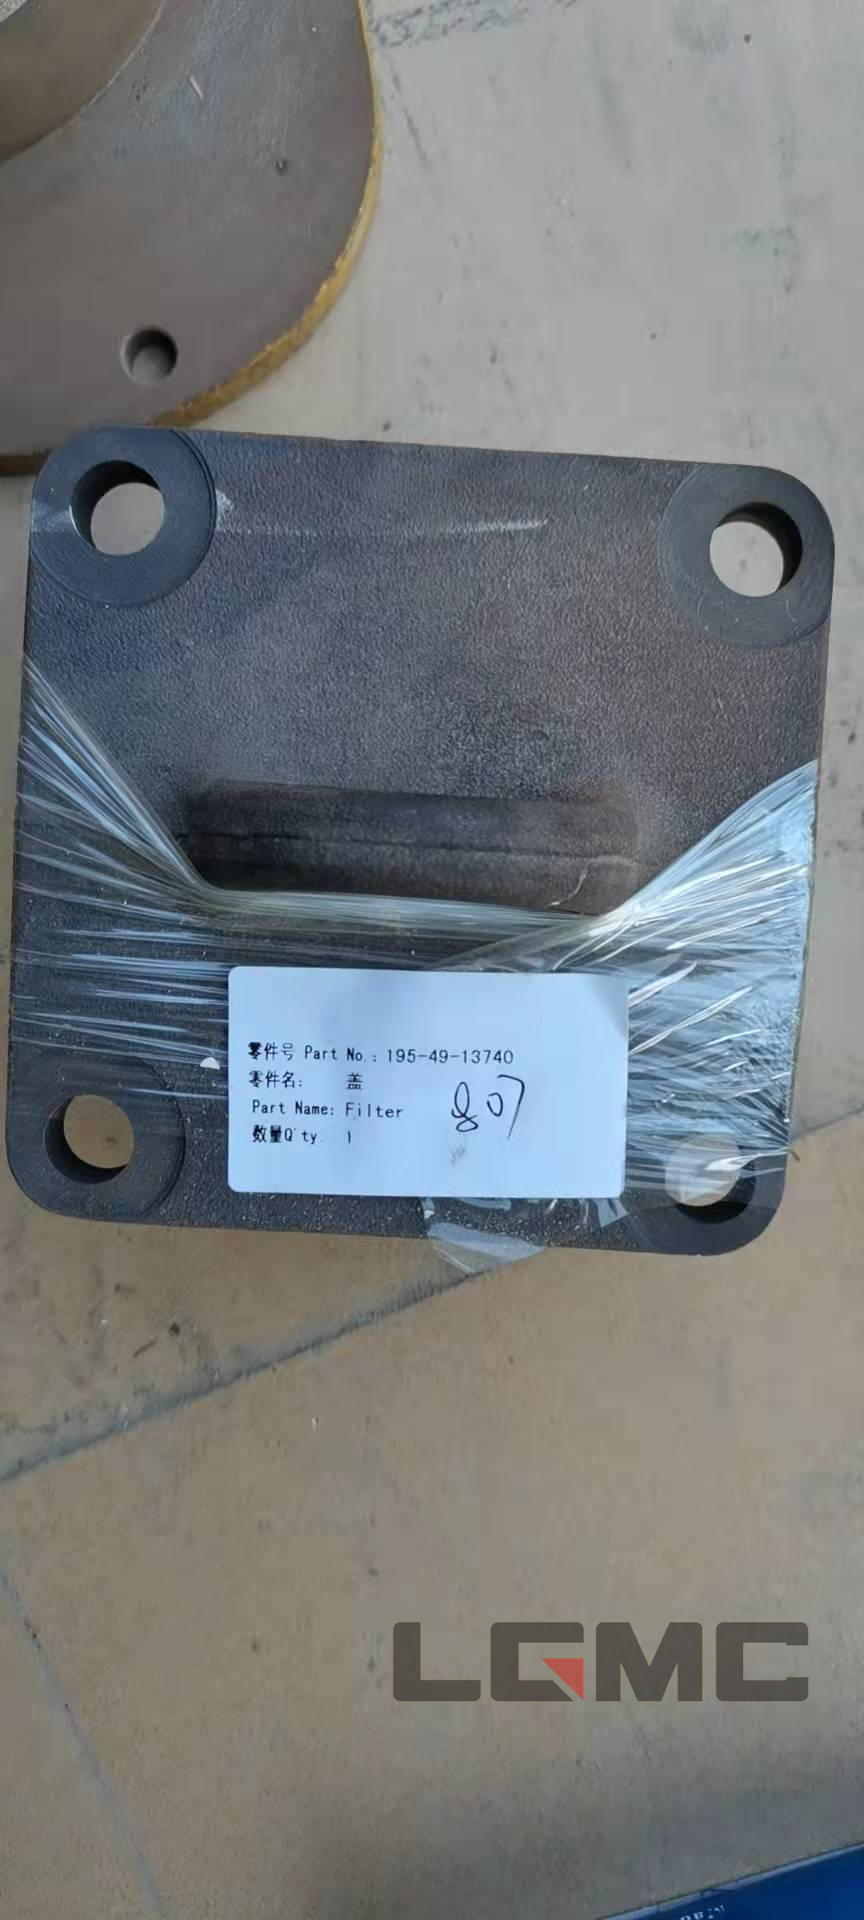 零件号 Part No.: 195-49-13740
零件名: 盖
Part Name: Filter
807
数量Q'ty: 1
LGMC